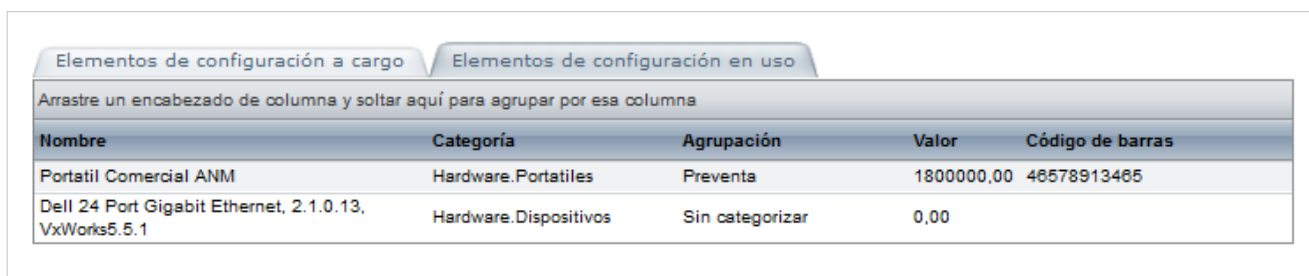 Elementos de configuración a cargo Elementos de configuración en uso
Arrastre un encabezado de columna y soltar aquí para agrupar por esa columna
Nombre Categoría Agrupación Valor Código de barras
Portatil Comercial ANM Hardware.Portatiles Preventa 1800000,00 46578913465
Dell 24 Port Gigabit Ethernet, 2.1.0.13,
VxWorks5.5.1 Hardware.Dispositivos Sin categorizar 0,00